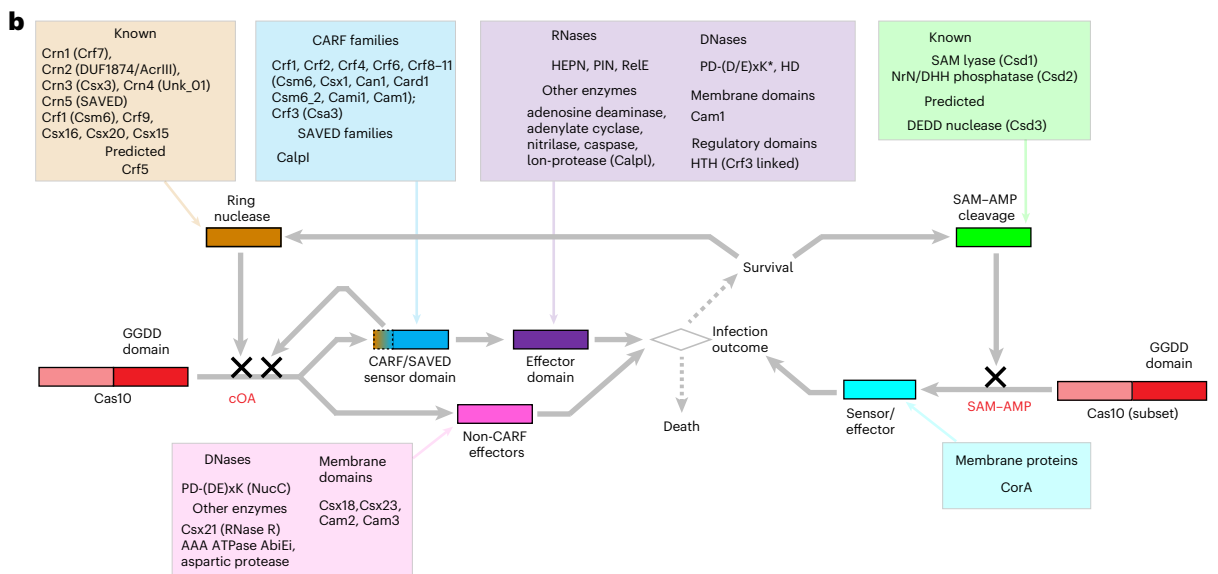 b
Known
Crn1 (Crf7),
Crn2 (DUF1874/AcrIII),
Crn3 (Csx3), Crn4 (Unk_01)
Crn5 (SAVED)
Crf1 (Csm6), Crf9,
Csx16, Csx20, Csx15
Predicted
Crf5
CARF families
Crf1, Crf2, Crf4, Crf6, Crf8–11
(Csm6, Csx1, Can1, Card1
Csm6_2, Cami1, Cam1);
Crf3 (Csa3)
SAVED families
CalpI
RNases
HEPN, PIN, RelE
Other enzymes
adenosine deaminase,
adenylate cyclase,
nitrilase, caspase,
lon-protease (CalpI),
DNases
PD-(D/E)xK*, HD
Membrane domains
Cam1
Regulatory domains
HTH (Crf3 linked)
Known
SAM lyase (Csd1)
NrN/DHH phosphatase (Csd2)
Predicted
DEDD nuclease (Csd3)
Ring
nuclease
SAM–AMP
cleavage
Survival
GGDD
domain
Cas10
cOA
CARF/SAVED
sensor domain
Effector
domain
Infection
outcome
Death
Non-CARF
effectors
Sensor/
effector
SAM–AMP
GGDD
domain
Cas10 (subset)
DNases
PD-(DE)xK (NucC)
Other enzymes
Csx21 (RNase R)
AAA ATPase AbiEi,
aspartic protease
Membrane
domains
Csx18,Csx23,
Cam2, Cam3
Membrane proteins
CorA